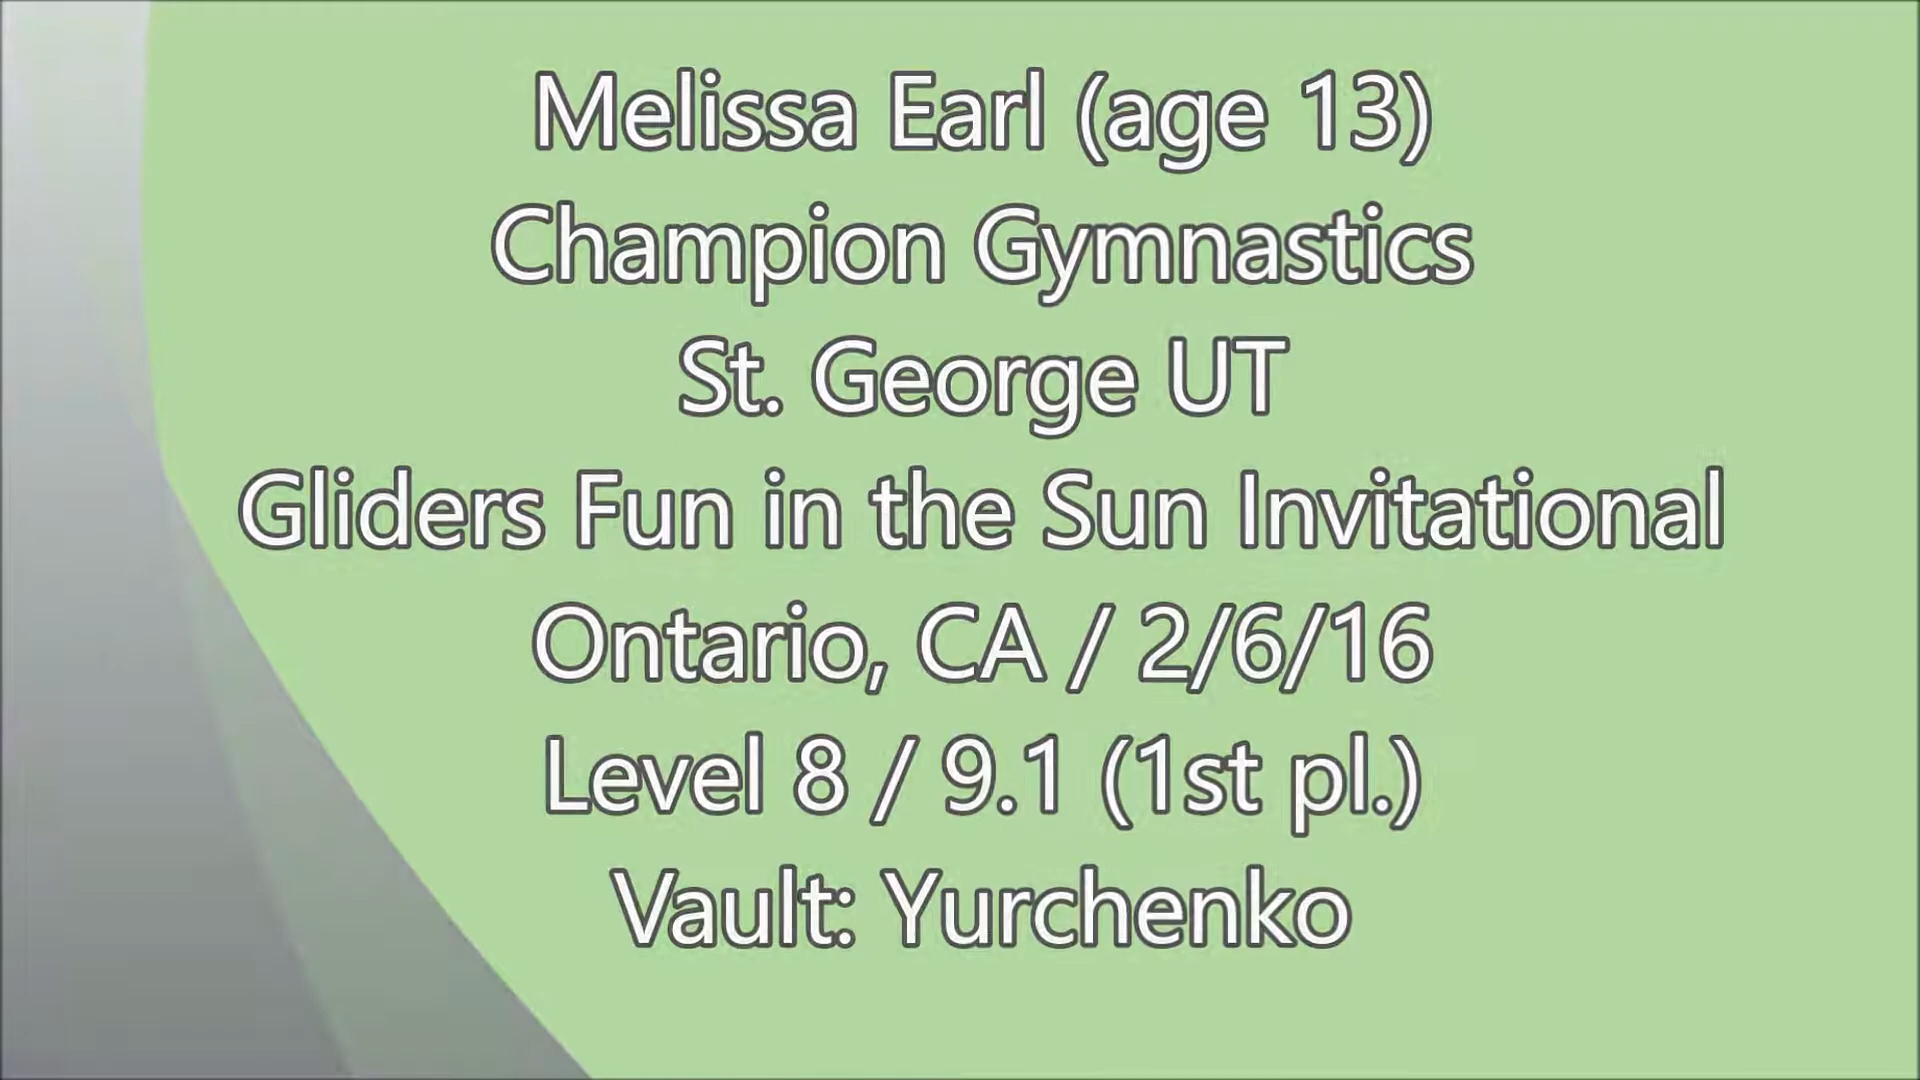 Melissa Earl (age 13)
Champion Gymnastics
St. George UT
Gliders Fun in the Sun Invitational
Ontario, CA / 2/6/16
Level 8 / 9.1 (1st pl.)
Vault: Yurchenko